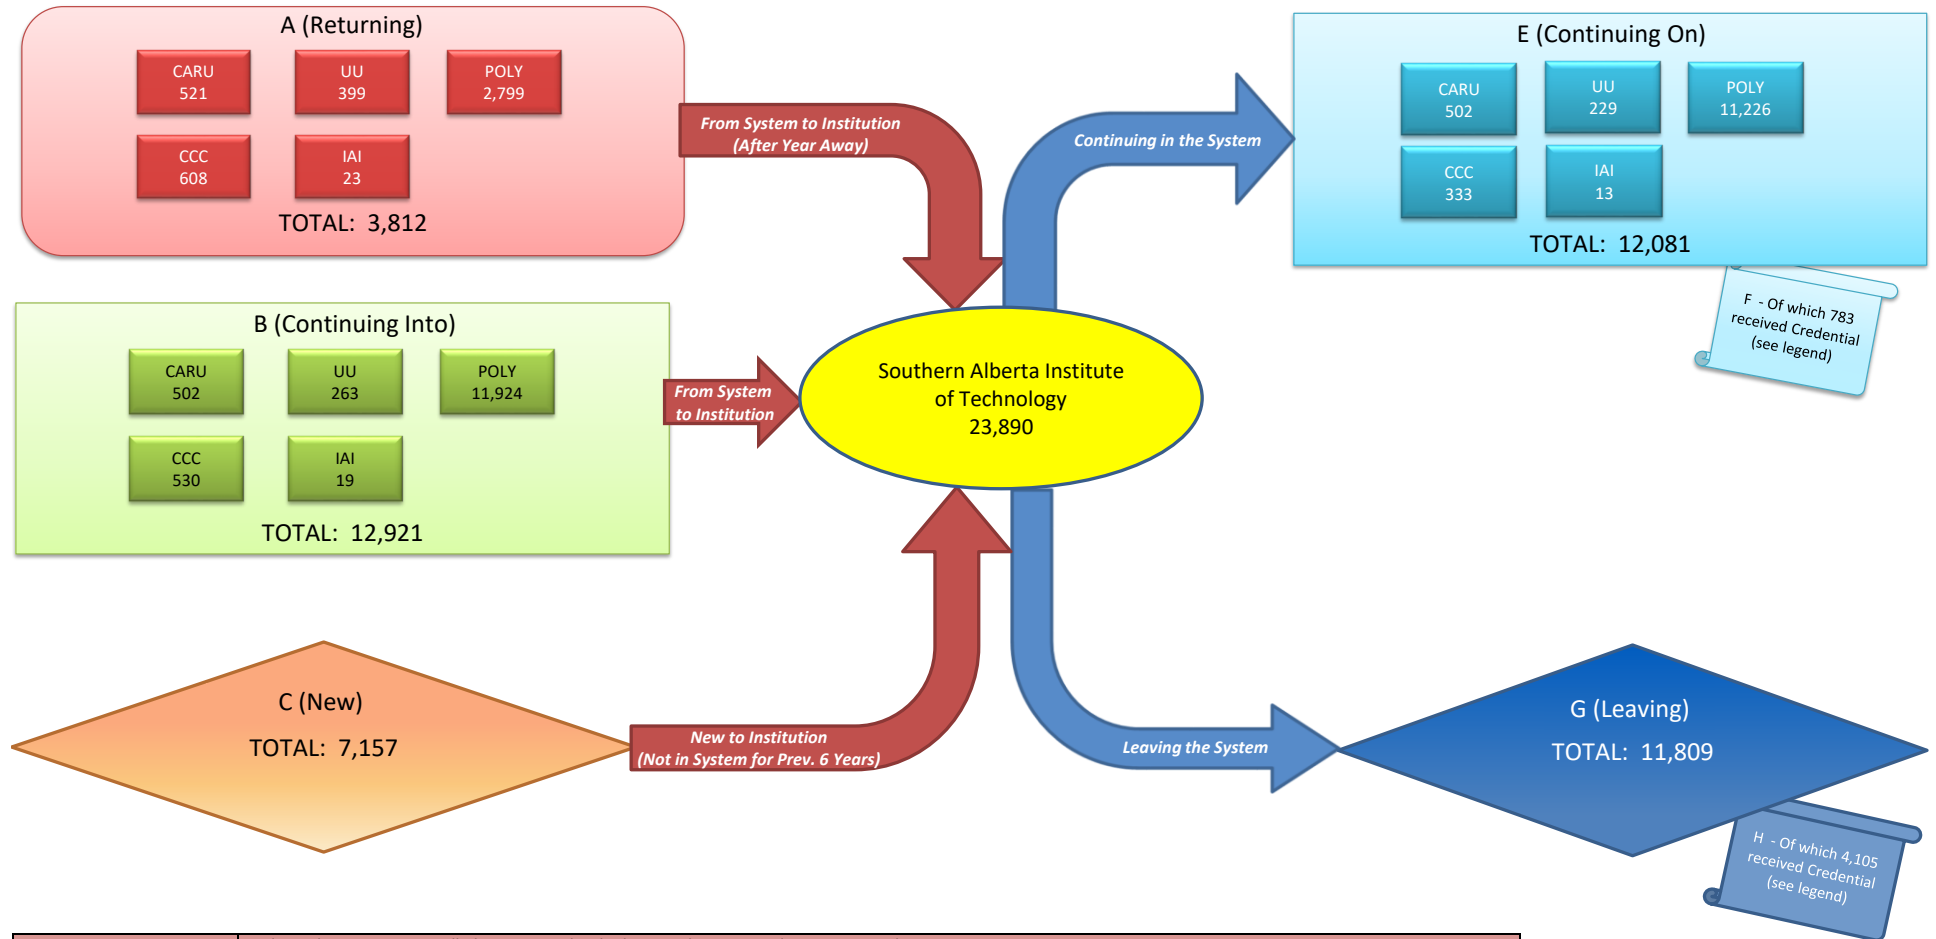 A (Returning)
CARU
521
UU
399
POLY
2,799
CCC
608
IAI
23
TOTAL: 3,812
From System to Institution
(After Year Away)
Continuing in the System
E (Continuing On)
CARU
502
UU
229
POLY
11,226
CCC
333
IAI
13
TOTAL: 12,081
F - Of which 783
received Credential
(see legend)
B (Continuing Into)
CARU
502
UU
263
POLY
11,924
CCC
530
IAI
19
TOTAL: 12,921
From System
to Institution
Southern Alberta Institute
of Technology
23,890
C (New)
TOTAL: 7,157
New to Institution
(Not in System for Prev. 6 Years)
Leaving the System
G (Leaving)
TOTAL: 11,809
H - Of which 4,105
received Credential
(see legend)